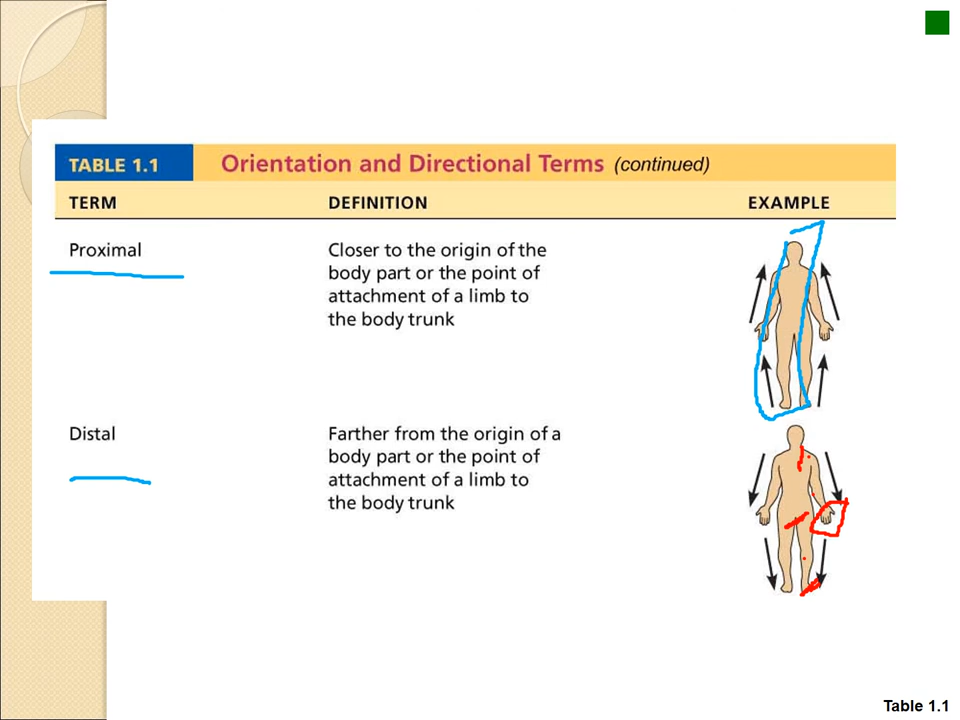 TABLE 1.1 Orientation and Directional Terms (continued)
TERM DEFINITION EXAMPLE
Proximal
Closer to the origin of the
body part or the point of
attachment of a limb to
the body trunk
Distal
Farther from the origin of a
body part or the point of
attachment of a limb to
the body trunk
Table 1.1